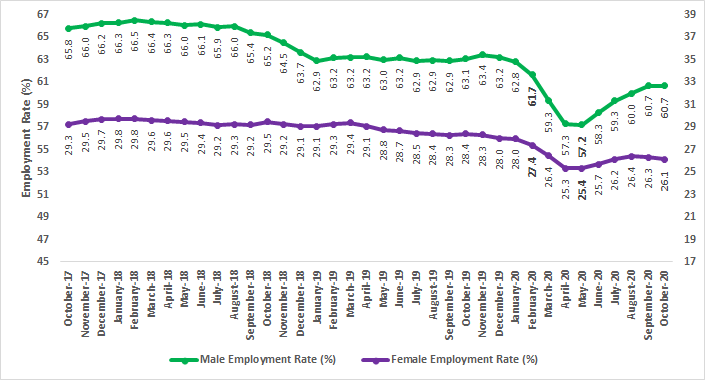 Employment Rate (%)
67
65
63
61
59
57
55
53
51
49
47
45
39
37
35
33
31
29
27
25
23
21
19
17
65.8
66.0
66.2
66.3
66.5
66.4
66.3
66.0
66.1
65.9
66.0
65.4
65.2
64.5
63.7
62.9
63.2
63.2
63.2
63.0
63.2
62.9
62.9
62.9
63.1
63.4
63.2
62.8
61.7
59.3
57.3
57.2
58.3
59.3
60.0
60.7
60.7
29.3
29.5
29.7
29.8
29.8
29.6
29.6
29.5
29.4
29.2
29.3
29.2
29.5
29.2
29.1
29.1
29.3
29.4
29.1
28.8
28.7
28.5
28.4
28.3
28.4
28.3
28.0
28.0
27.4
26.4
25.3
25.4
25.7
26.2
26.4
26.3
26.1
October-17
November-17
December-17
January-18
February-18
March-18
April-18
May-18
June-18
July-18
August-18
September-18
October-18
November-18
December-18
January-19
February-19
March-19
April-19
May-19
June-19
July-19
August-19
September-19
October-19
November-19
December-19
January-20
February-20
March-20
April-20
May-20
June-20
July-20
August-20
September-20
October-20
Male Employment Rate (%)
Female Employment Rate (%)